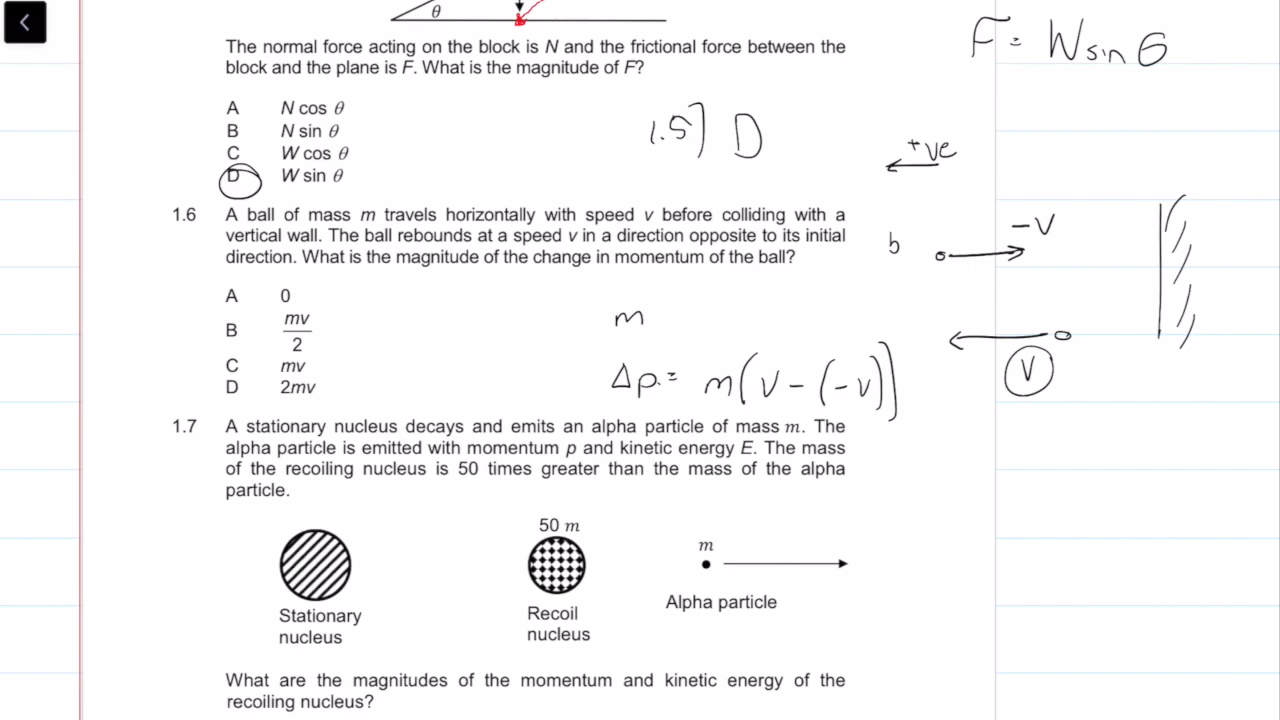 θ
F = W sin θ
The normal force acting on the block is N and the frictional force between the
block and the plane is F. What is the magnitude of F?
A N cos θ
B N sin θ
C W cos θ
D W sin θ
1.5) D
+ve
1.6 A ball of mass m travels horizontally with speed v before colliding with a
vertical wall. The ball rebounds at a speed v in a direction opposite to its initial
direction. What is the magnitude of the change in momentum of the ball?
b
-V
A 0
B mv/2
C mv
D 2mv
m
Δp = m(v - (-v))
V
1.7 A stationary nucleus decays and emits an alpha particle of mass m. The
alpha particle is emitted with momentum p and kinetic energy E. The mass
of the recoiling nucleus is 50 times greater than the mass of the alpha
particle.
50 m
m
Stationary
nucleus
Recoil
nucleus
Alpha particle
What are the magnitudes of the momentum and kinetic energy of the
recoiling nucleus?